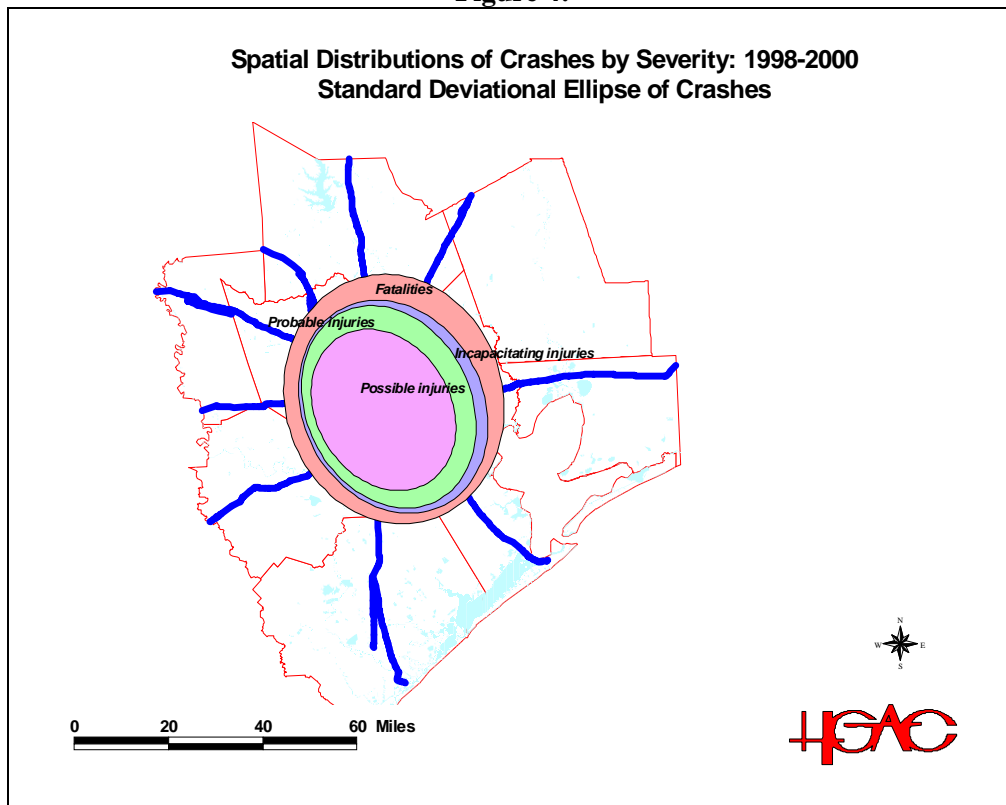 Spatial Distributions of Crashes by Severity: 1998-2000
Standard Deviational Ellipse of Crashes
Fatalities
Probable injuries
Incapacitating injuries
Possible injuries
N
W E
S
0 20 40 60 Miles
HGAC